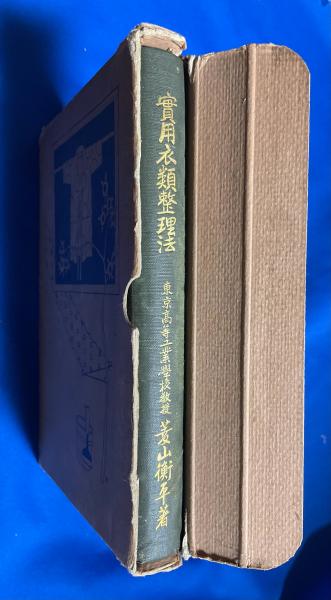 實用衣類整理法
東京高等工業學校教授 菱山衡平著